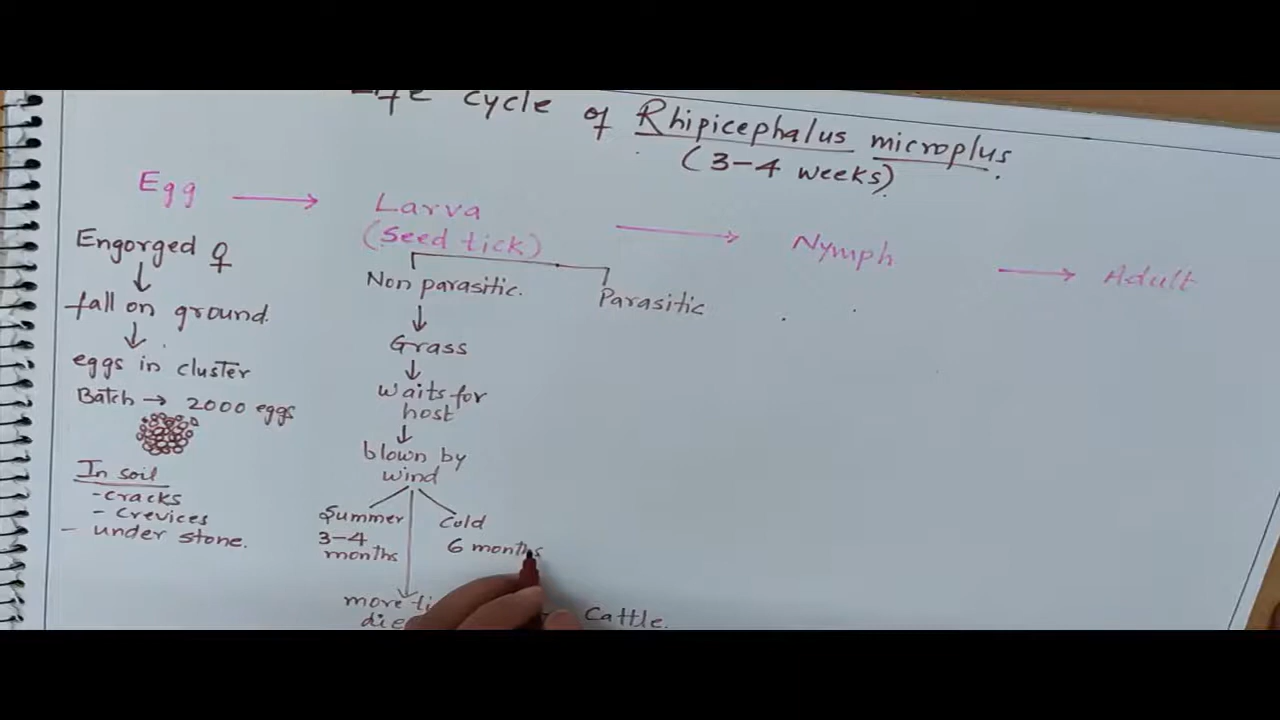 cycle of Rhipicephalus microplus.
(3-4 weeks)
Egg → Larva → Nymph → Adult
(Seed tick)
Engorged ♀
↓
fall on ground.
↓
eggs in cluster
Batch → 2000 eggs
In soil
- cracks
- crevices
- under stone.
Non parasitic.
↓
Grass
↓
waits for
host
↓
blown by
wind
Summer
3-4
months
Cold
6 months
more
die
Parasitic
Cattle.